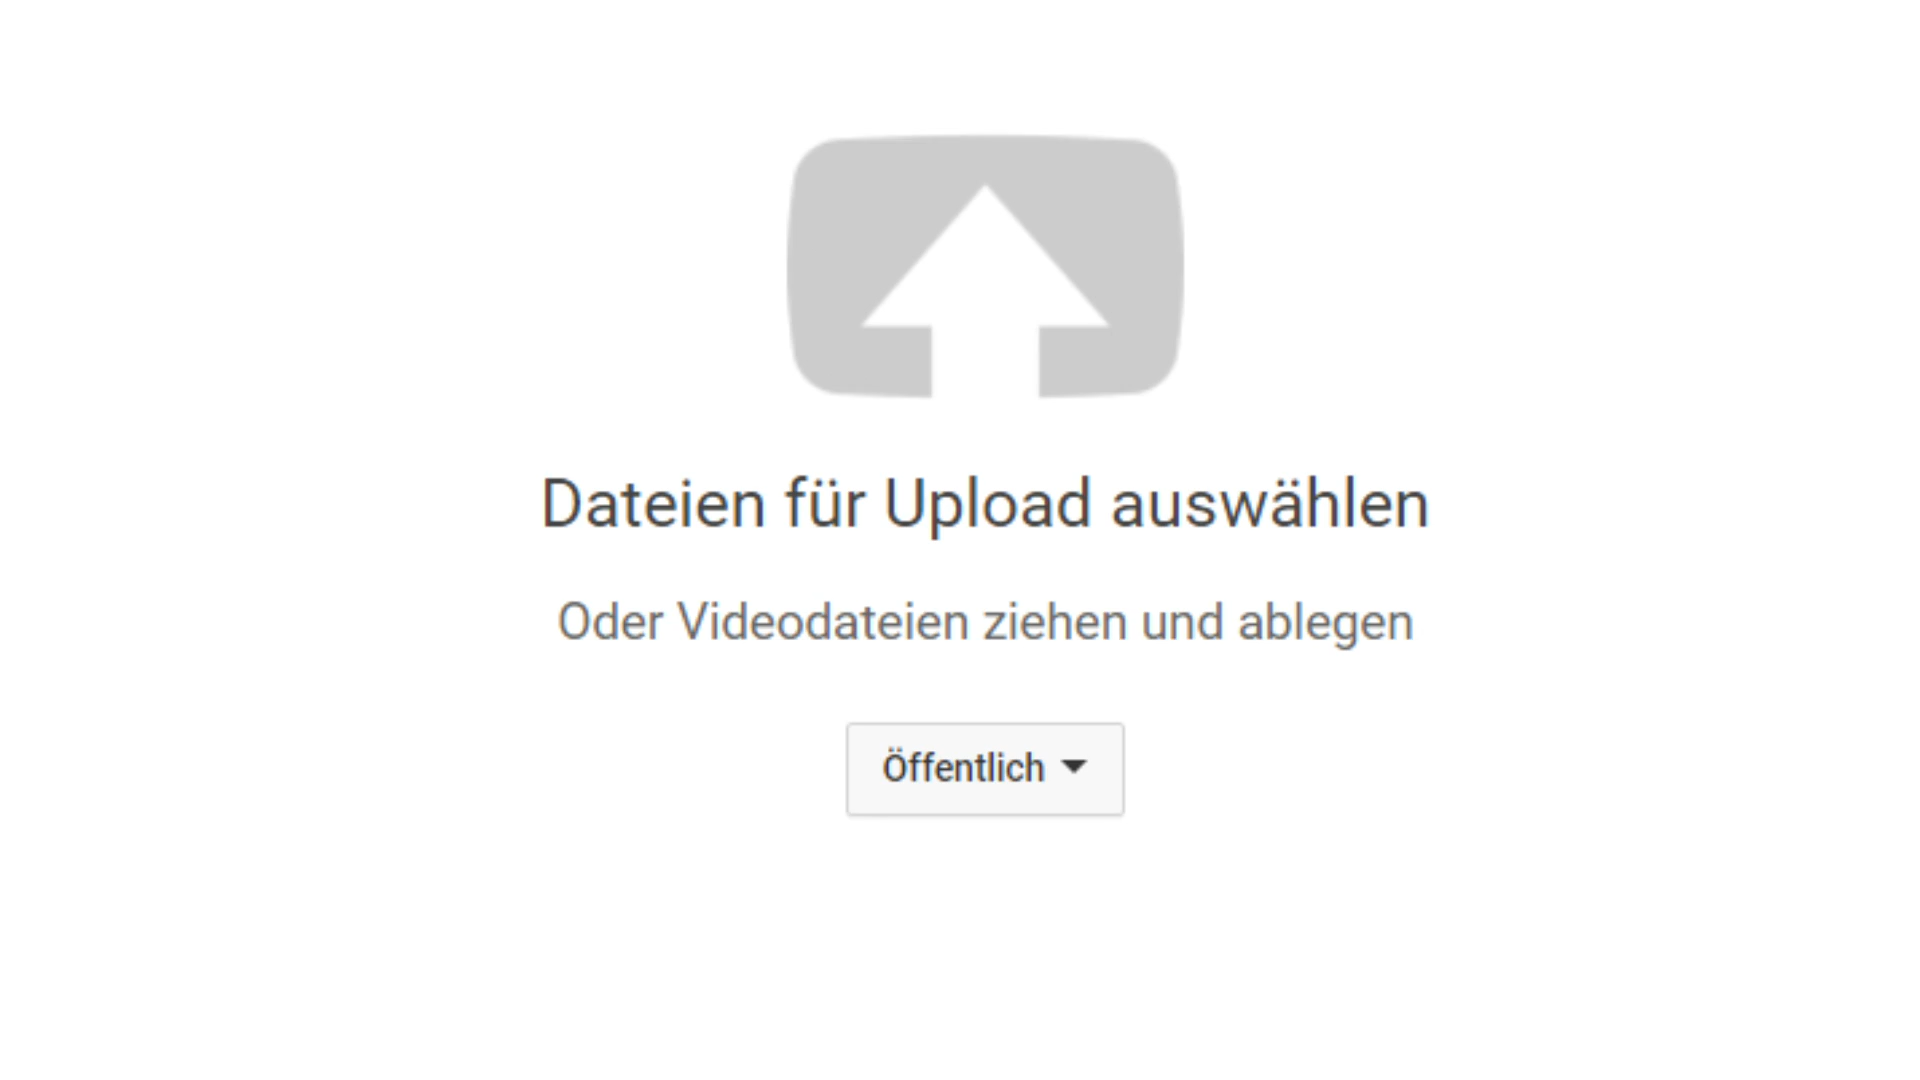 Dateien für Upload auswählen
Oder Videodateien ziehen und ablegen
Öffentlich